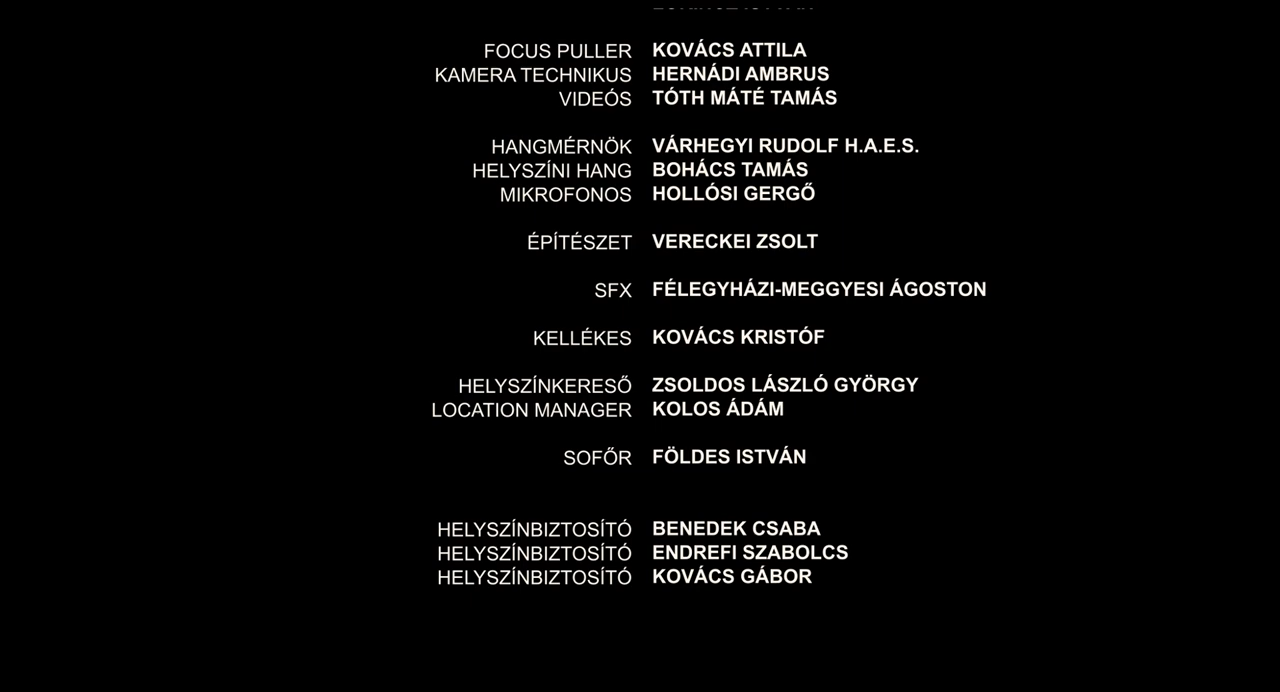 FOCUS PULLER KOVÁCS ATTILA
KAMERA TECHNIKUS HERNÁDI AMBRUS
VIDEÓS TÓTH MÁTÉ TAMÁS
HANGMÉRNÖK VÁRHEGYI RUDOLF H.A.E.S.
HELYSZÍNI HANG BOHÁCS TAMÁS
MIKROFONOS HOLLÓSI GERGŐ
ÉPÍTÉSZET VERECKEI ZSOLT
SFX FÉLEGYHÁZI-MEGGYESI ÁGOSTON
KELLÉKES KOVÁCS KRISTÓF
HELYSZÍNKERESŐ ZSOLDOS LÁSZLÓ GYÖRGY
LOCATION MANAGER KOLOS ÁDÁM
SOFŐR FÖLDES ISTVÁN
HELYSZÍNBIZTOSÍTÓ BENEDEK CSABA
HELYSZÍNBIZTOSÍTÓ ENDREFI SZABOLCS
HELYSZÍNBIZTOSÍTÓ KOVÁCS GÁBOR